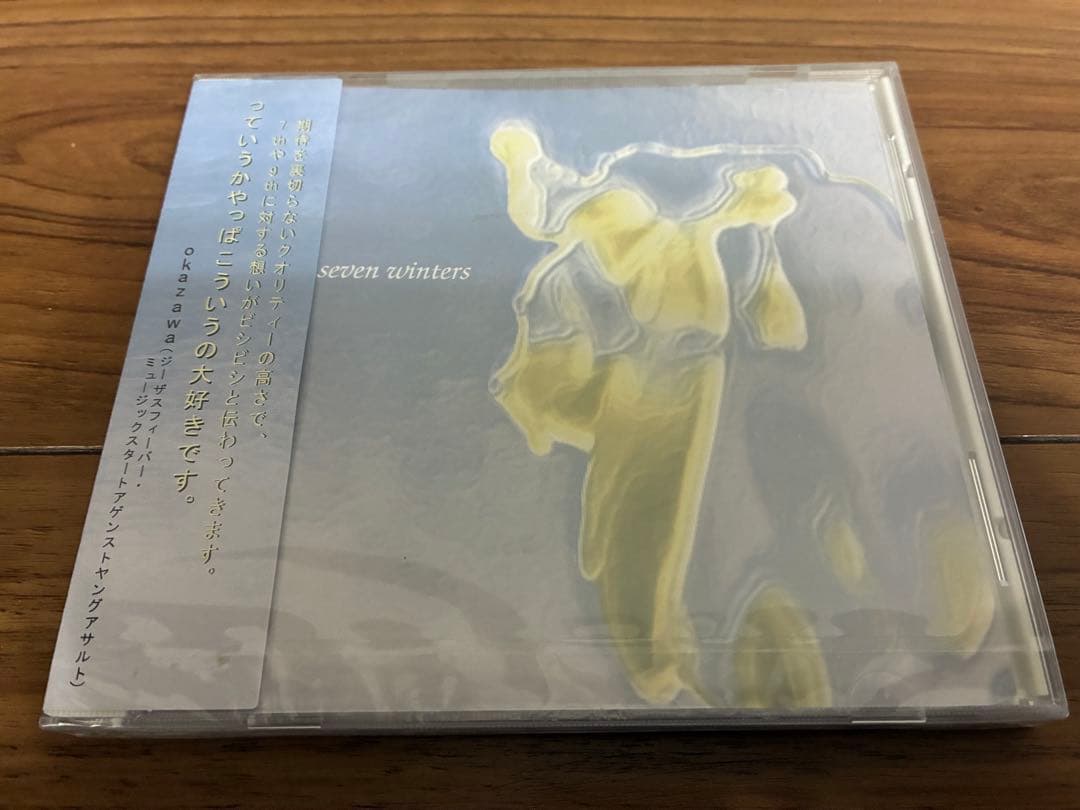 期待を裏切らないクオリティーの高さで、
7thや9thに対する想いがビシビシと伝わってきます。
っていうかやっぱこういうの大好きです。
okazawa(ジーザスフィーバー・
ミュージックスタートアゲンストヤングアサルト)
seven winters